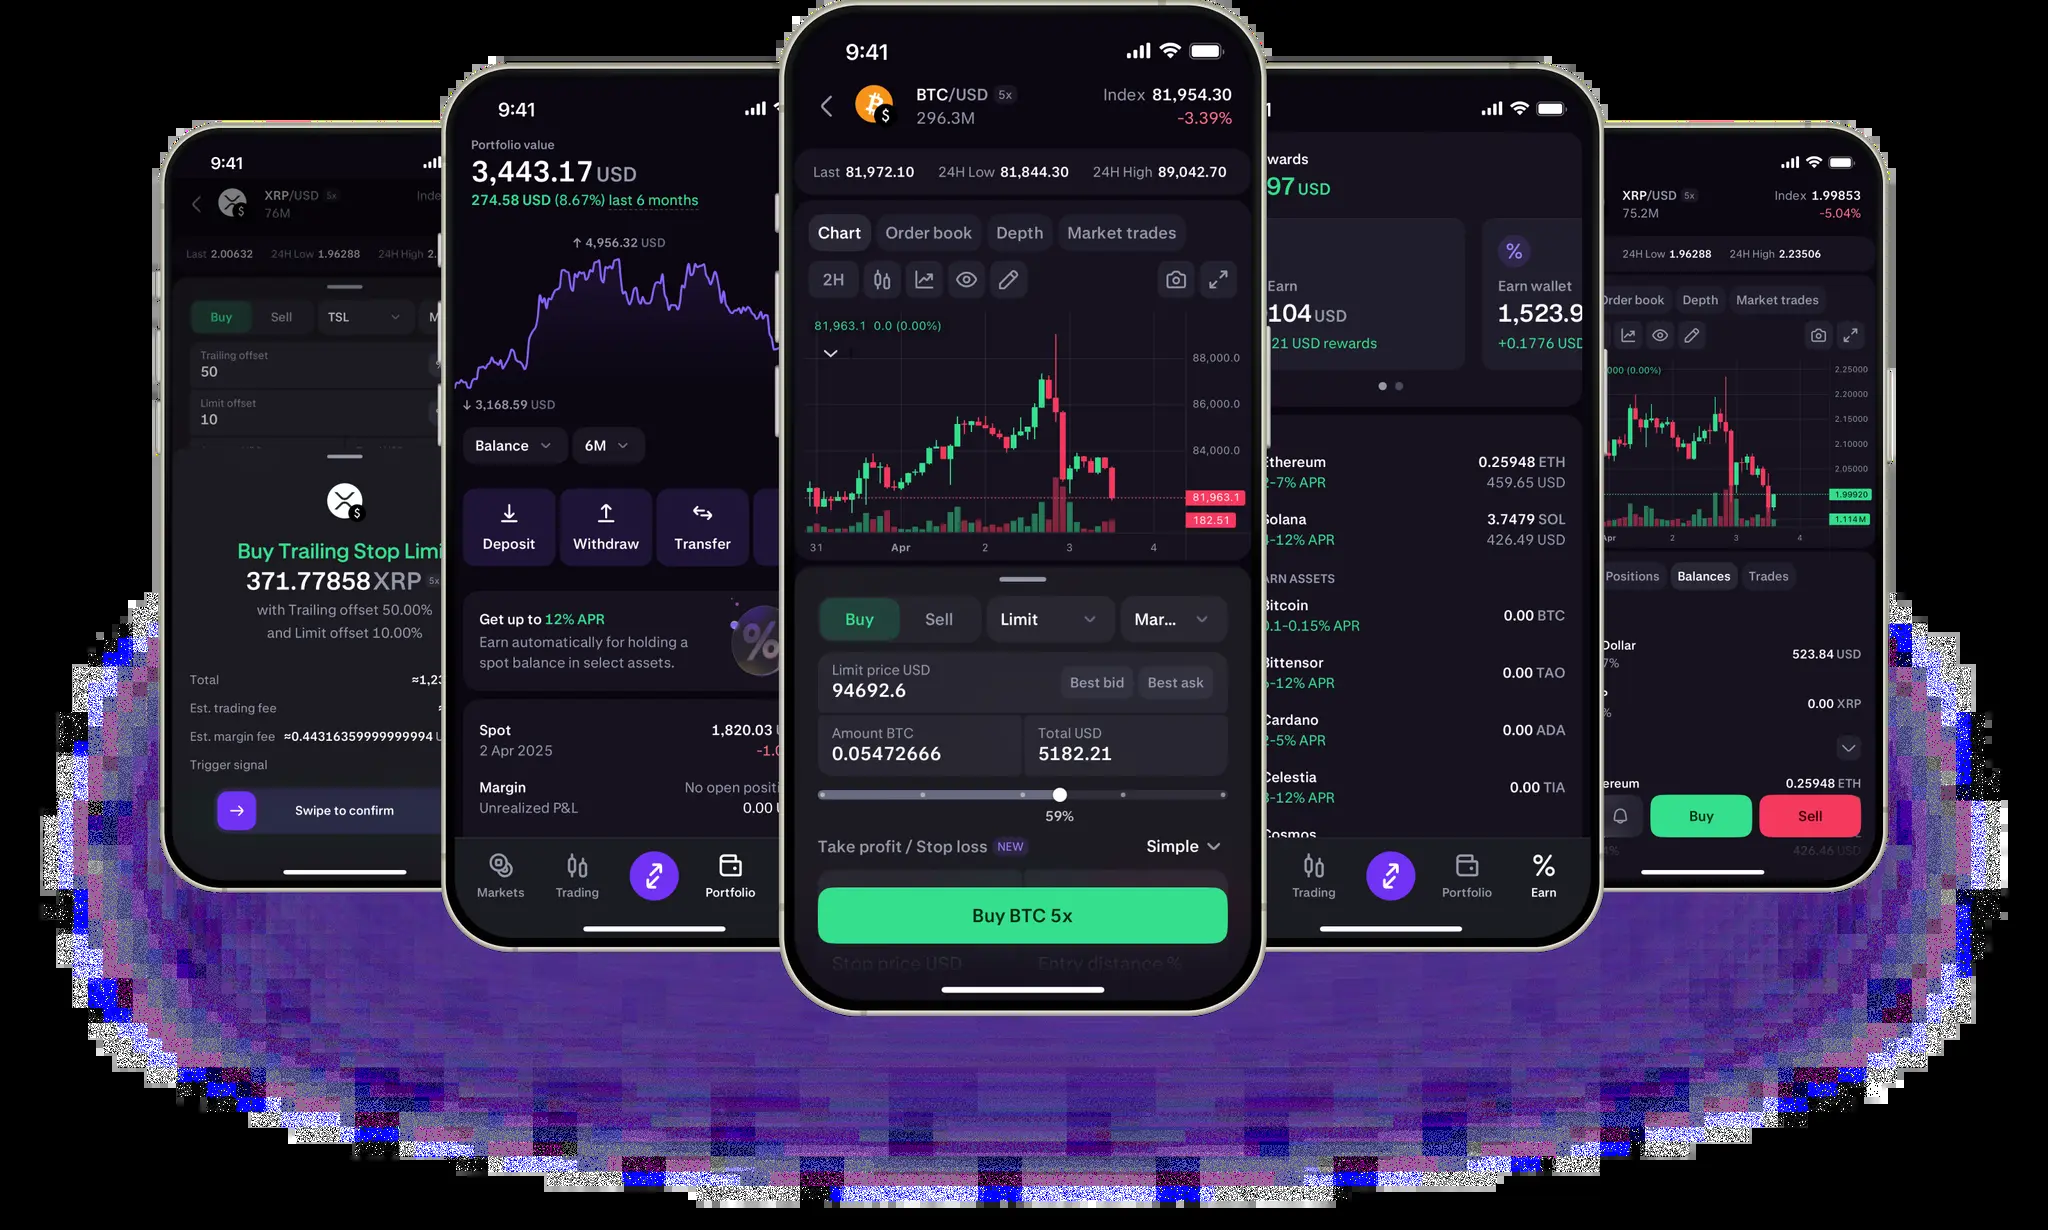 9:41
XRP/USD 5x
76M
Last 2.00632 24H Low 1.96288 24H High 2.
Buy Sell TSL
Trailing offset
50
Limit offset
10
Buy Trailing Stop Limi
371.77858 XRP 5x
with Trailing offset 50.00%
and Limit offset 10.00%
Total ≈1,23
Est. trading fee
Est. margin fee ≈0.44316359999999994
Trigger signal
Swipe to confirm
9:41
Portfolio value
3,443.17 USD
274.58 USD (8.67%) last 6 months
↑ 4,956.32 USD
↓ 3,168.59 USD
Balance 6M
Deposit Withdraw Transfer
Get up to 12% APR
Earn automatically for holding a
spot balance in select assets.
Spot 1,820.03
2 Apr 2025 -1.0
Margin No open positi
Unrealized P&L 0.00
Markets Trading Portfolio
9:41
BTC/USD 5x Index 81,954.30
296.3M -3.39%
Last 81,972.10 24H Low 81,844.30 24H High 89,042.70
Chart Order book Depth Market trades
2H
81,963.1 0.0 (0.00%)
88,000.0
86,000.0
84,000.0
81,963.1
182.51
31 Apr 2 3 4
Buy Sell Limit Mar...
Limit price USD
94692.6 Best bid Best ask
Amount BTC Total USD
0.05472666 5182.21
59%
Take profit / Stop loss NEW Simple
Buy BTC 5x
Stop price USD Entry distance %
wards
97 USD
Earn
104 USD
21 USD rewards
%
Earn wallet
1,523.9
+0.1776 USD
Ethereum 0.25948 ETH
2-7% APR 459.65 USD
Solana 3.7479 SOL
-12% APR 426.49 USD
ARN ASSETS
Bitcoin 0.00 BTC
0.1-0.15% APR
Bittensor 0.00 TAO
-12% APR
Cardano 0.00 ADA
2-5% APR
Celestia 0.00 TIA
-12% APR
Cosmos
Trading Portfolio Earn
9:41
XRP/USD 5x Index 1.99853
75.2M -5.04%
24H Low 1.96288 24H High 2.23506
Order book Depth Market trades
000 (0.00%)
2.25000
2.20000
2.15000
2.10000
2.05000
1.99920
1.114M
Apr 2 3 4
Positions Balances Trades
Dollar 523.84 USD
7%
0.00 XRP
%
ereum 0.25948 ETH
Buy Sell
426.46 USD